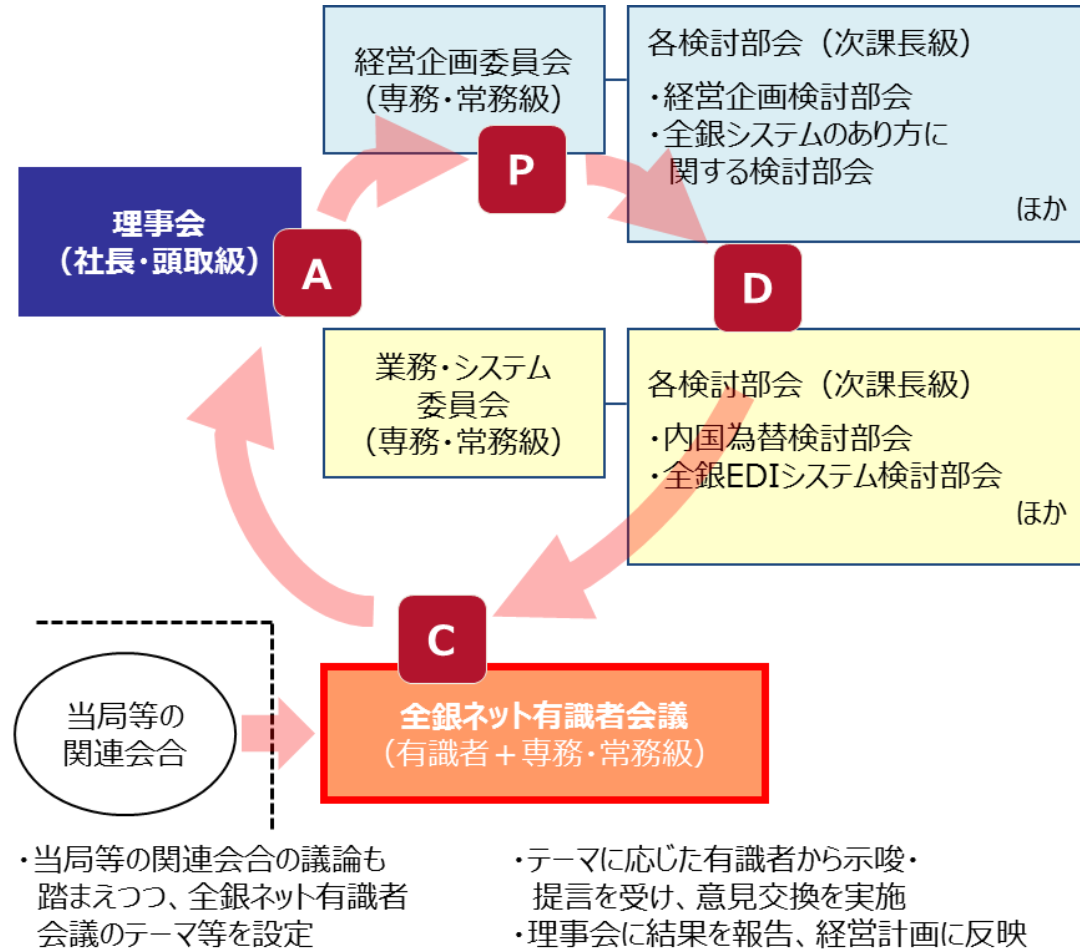 経営企画委員会
（専務・常務級）
各検討部会（次課長級）
・経営企画検討部会
・全銀システムのあり方に
関する検討部会
ほか
P
理事会
（社長・頭取級）
A
D
業務・システム
委員会
（専務・常務級）
各検討部会（次課長級）
・内国為替検討部会
・全銀EDIシステム検討部会
ほか
C
当局等の
関連会合
全銀ネット有識者会議
（有識者＋専務・常務級）
・当局等の関連会合の議論も
踏まえつつ、全銀ネット有識者
会議のテーマ等を設定
・テーマに応じた有識者から示唆・
提言を受け、意見交換を実施
・理事会に結果を報告、経営計画に反映